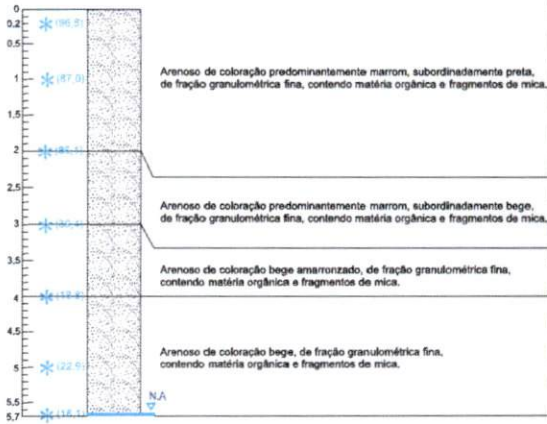 0
0,2 (96,6)
0,5
1 (87,0)
1,5
2
2,5
3
3,5
4
4,5
5 (22,9)
5,5
5,7
Arenoso de coloração predominantemente marrom, subordinadamente preta,
de fração granulométrica fina, contendo matéria orgânica e fragmentos de mica.
Arenoso de coloração predominantemente marrom, subordinadamente bege,
de fração granulométrica fina, contendo matéria orgânica e fragmentos de mica.
Arenoso de coloração bege amarronzado, de fração granulométrica fina,
contendo matéria orgânica e fragmentos de mica.
Arenoso de coloração bege, de fração granulométrica fina,
contendo matéria orgânica e fragmentos de mica.
N.A